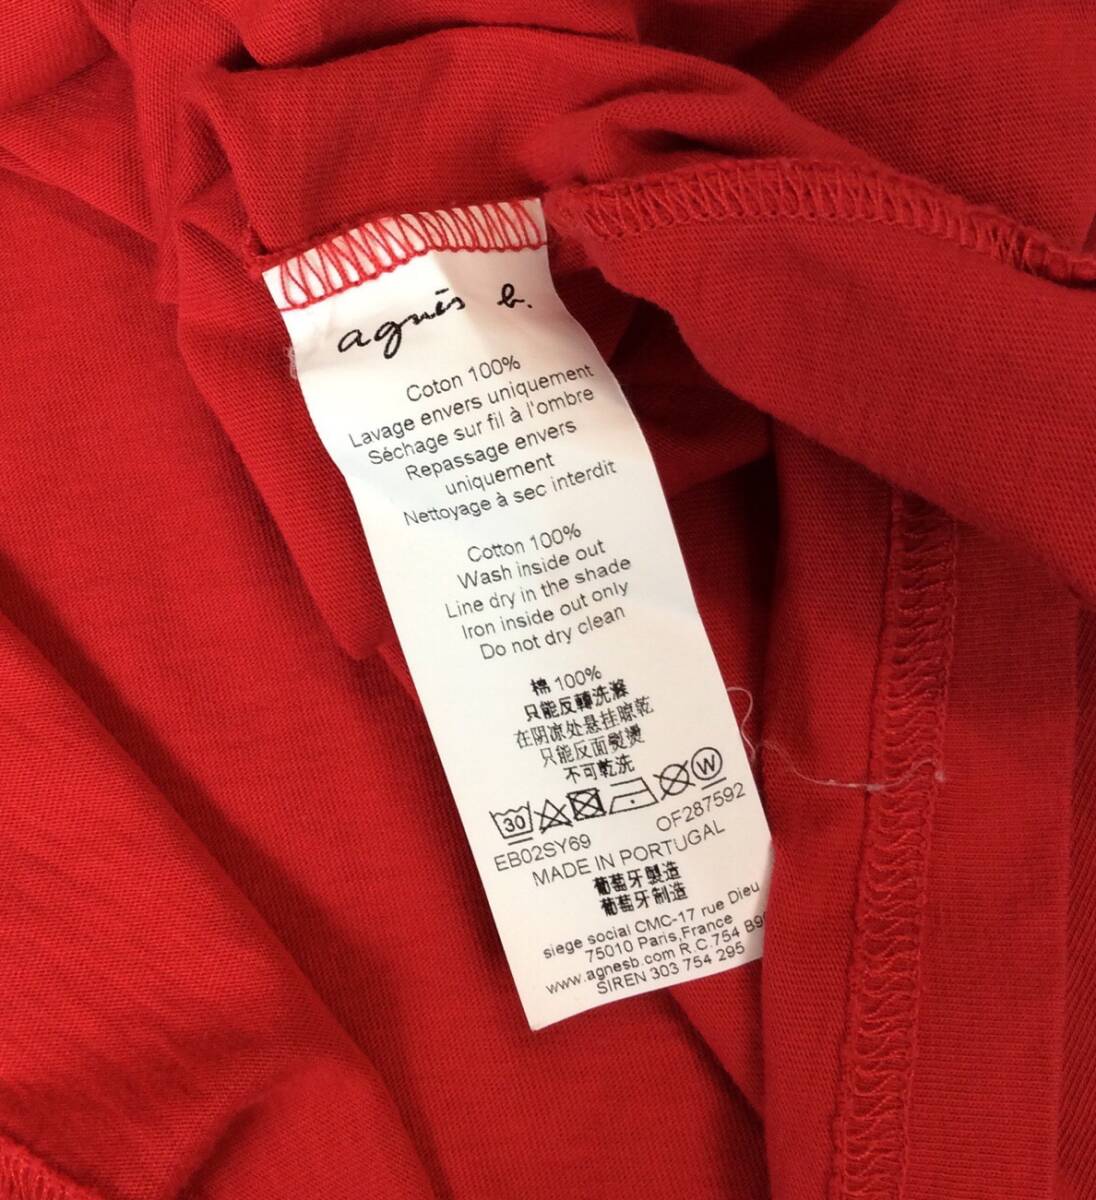 agnès b.
Coton 100%
Lavage envers uniquement
Séchage sur fil à l'ombre
Repassage envers
uniquement
Nettoyage à sec interdit
Cotton 100%
Wash inside out
Line dry in the shade
Iron inside out only
Do not dry clean
棉 100%
只能反轉洗滌
在阴凉处悬挂晾乾
只能反面熨燙
不可乾洗
30 W
EB02SY69 OF287592
MADE IN PORTUGAL
葡萄牙製造
葡萄牙制造
siege social CMC-17 rue Dieu
75010 Paris,France
www.agnesb.com R.C.754
SIREN 303 754 295